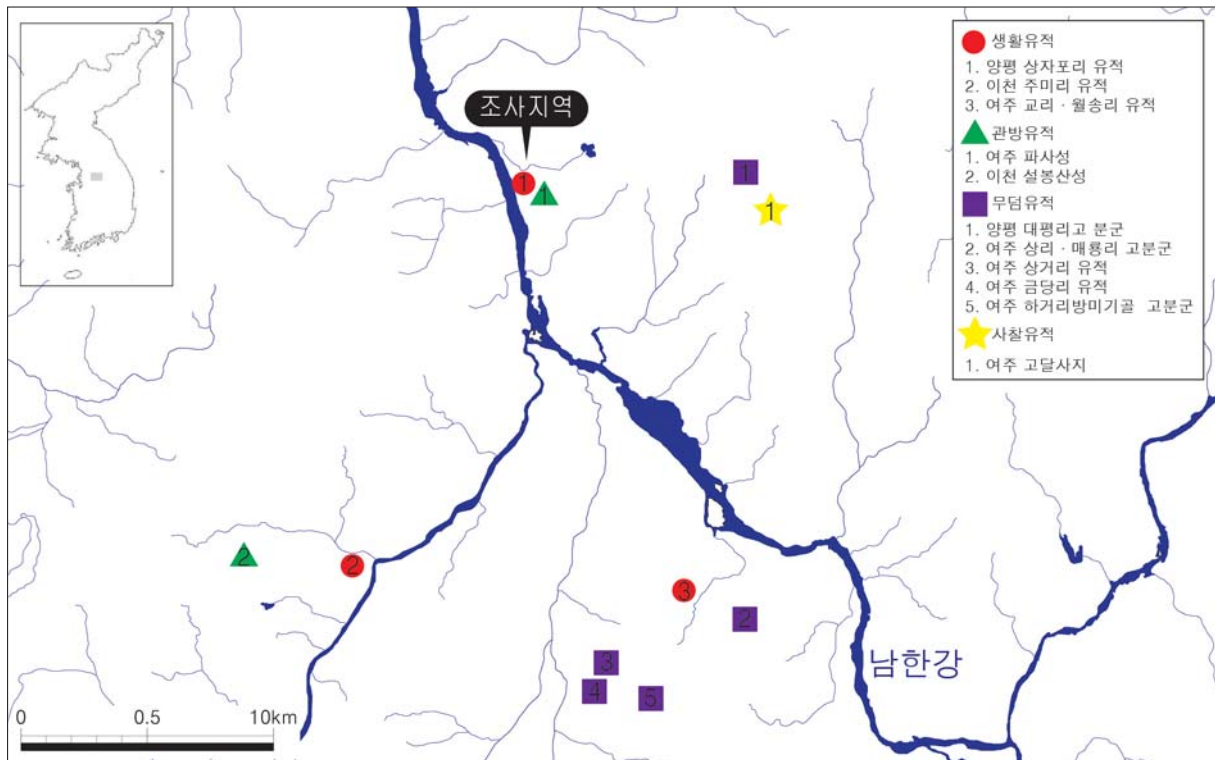 조사지역
1
1
1
1
2
2
3
2
3
4
5
남한강
0 0.5 10km
생활유적
1. 양평 상자포리 유적
2. 이천 주미리 유적
3. 여주 교리 · 월송리 유적
관방유적
1. 여주 파사성
2. 이천 설봉산성
무덤유적
1. 양평 대평리고 분군
2. 여주 상리 · 매룡리 고분군
3. 여주 상거리 유적
4. 여주 금당리 유적
5. 여주 하거리방미기골 고분군
사찰유적
1. 여주 고달사지